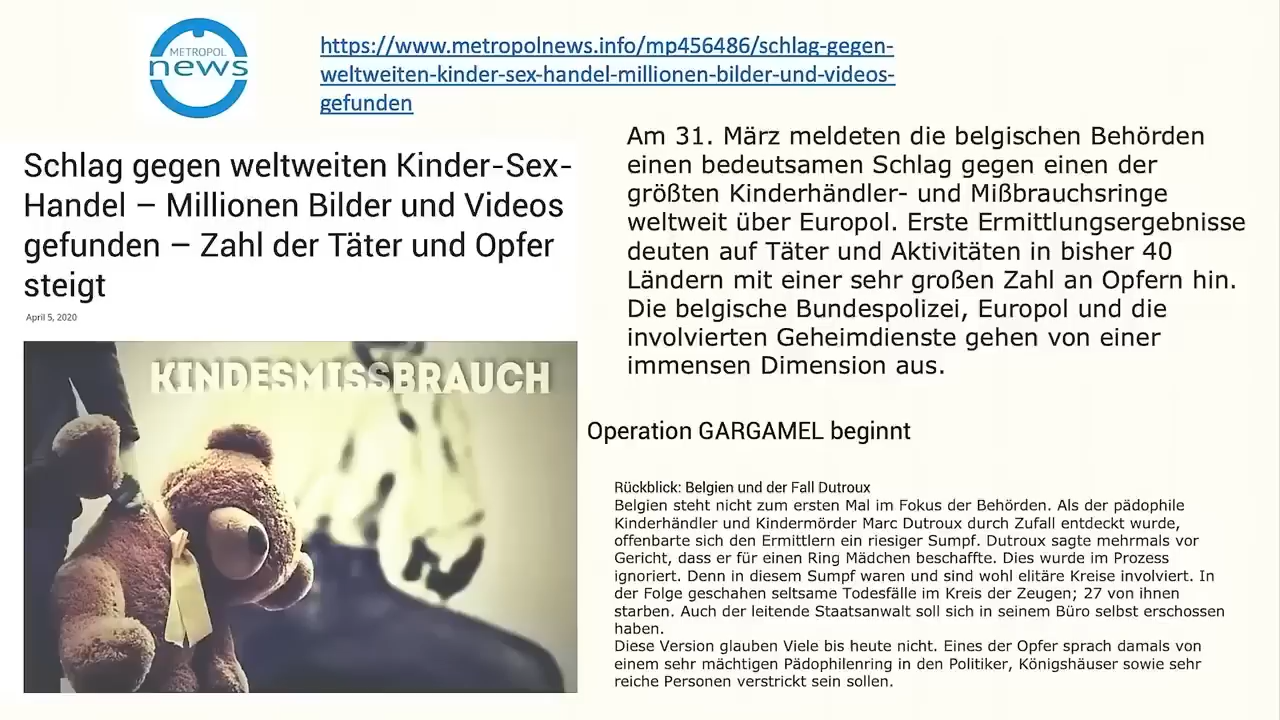 METROPOL
news
https://www.metropolnews.info/mp456486/schlag-gegen-
weltweiten-kinder-sex-handel-millionen-bilder-und-videos-
gefunden
Schlag gegen weltweiten Kinder-Sex-
Handel – Millionen Bilder und Videos
gefunden – Zahl der Täter und Opfer
steigt
April 5, 2020
KINDESMISSBRAUCH
Am 31. März meldeten die belgischen Behörden
einen bedeutsamen Schlag gegen einen der
größten Kinderhändler- und Mißbrauchsringe
weltweit über Europol. Erste Ermittlungsergebnisse
deuten auf Täter und Aktivitäten in bisher 40
Ländern mit einer sehr großen Zahl an Opfern hin.
Die belgische Bundespolizei, Europol und die
involvierten Geheimdienste gehen von einer
immensen Dimension aus.
Operation GARGAMEL beginnt
Rückblick: Belgien und der Fall Dutroux
Belgien steht nicht zum ersten Mal im Fokus der Behörden. Als der pädophile
Kinderhändler und Kindermörder Marc Dutroux durch Zufall entdeckt wurde,
offenbarte sich den Ermittlern ein riesiger Sumpf. Dutroux sagte mehrmals vor
Gericht, dass er für einen Ring Mädchen beschaffte. Dies wurde im Prozess
ignoriert. Denn in diesem Sumpf waren und sind wohl elitäre Kreise involviert. In
der Folge geschahen seltsame Todesfälle im Kreis der Zeugen; 27 von ihnen
starben. Auch der leitende Staatsanwalt soll sich in seinem Büro selbst erschossen
haben.
Diese Version glauben Viele bis heute nicht. Eines der Opfer sprach damals von
einem sehr mächtigen Pädophilenring in den Politiker, Königshäuser sowie sehr
reiche Personen verstrickt sein sollen.